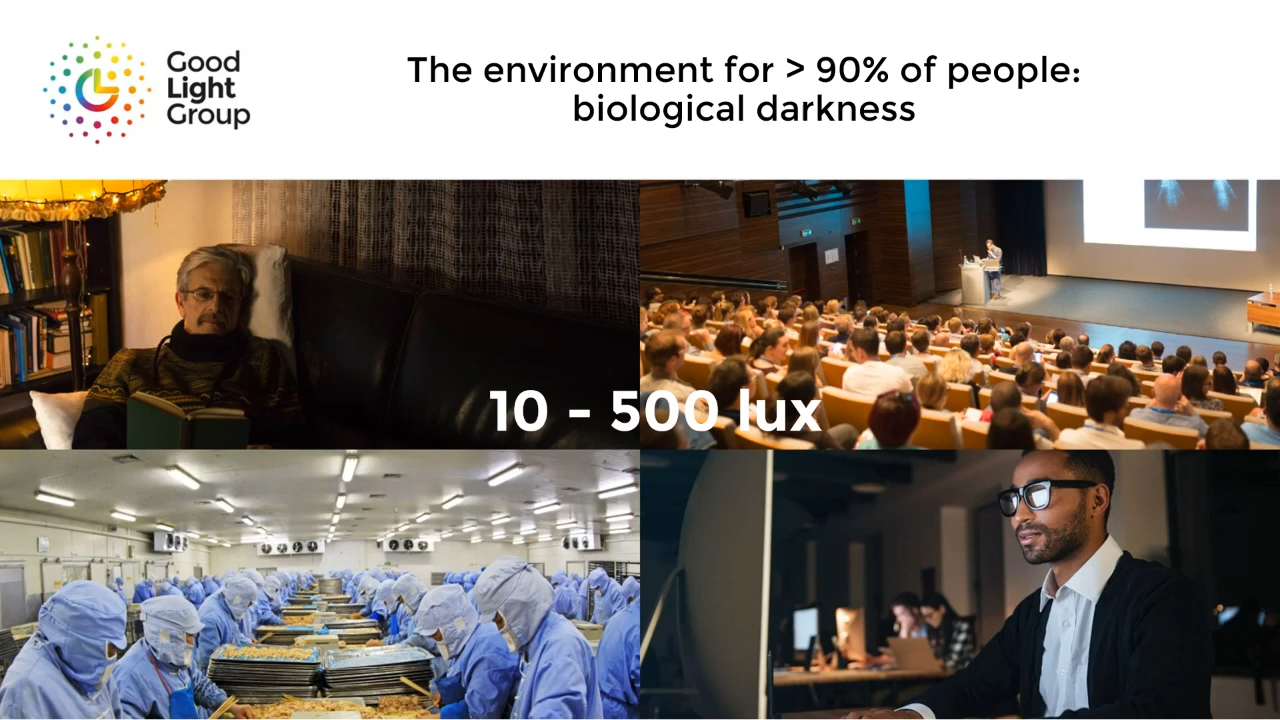 Good
Light
Group
The environment for > 90% of people:
biological darkness
10 - 500 lux